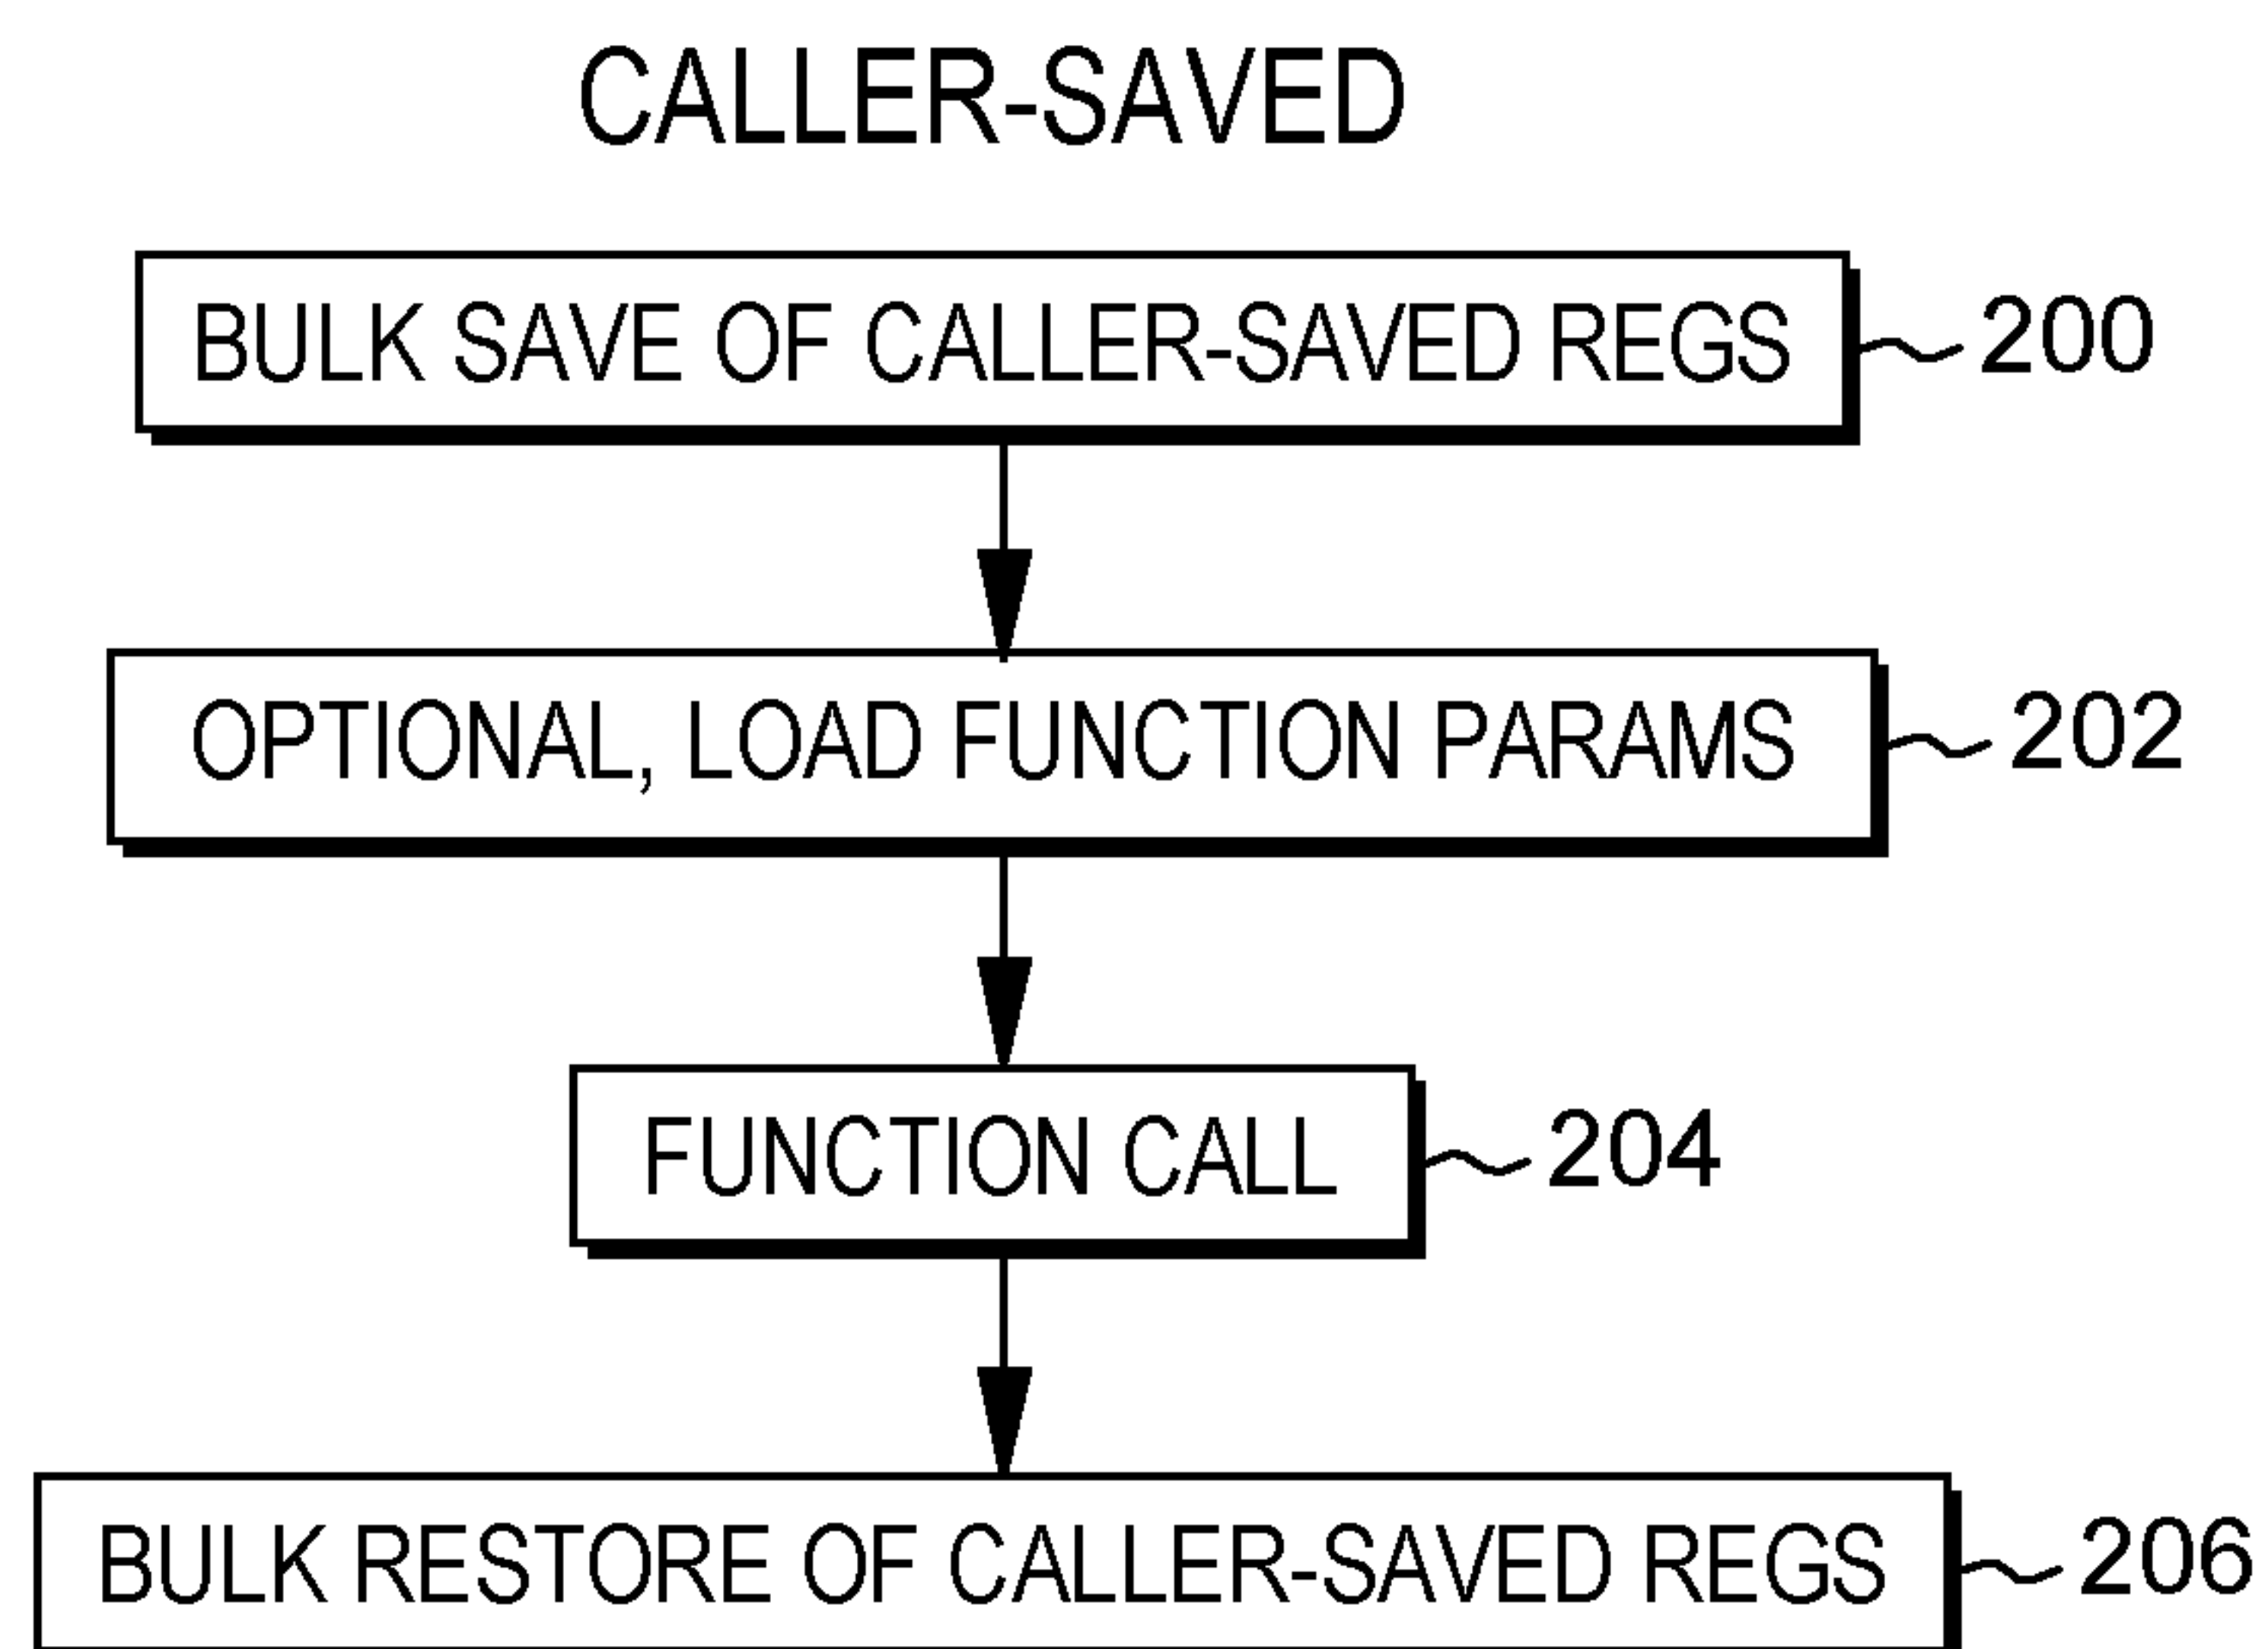 CALLER-SAVED
BULK SAVE OF CALLER-SAVED REGS 200
OPTIONAL, LOAD FUNCTION PARAMS 202
FUNCTION CALL 204
BULK RESTORE OF CALLER-SAVED REGS 206